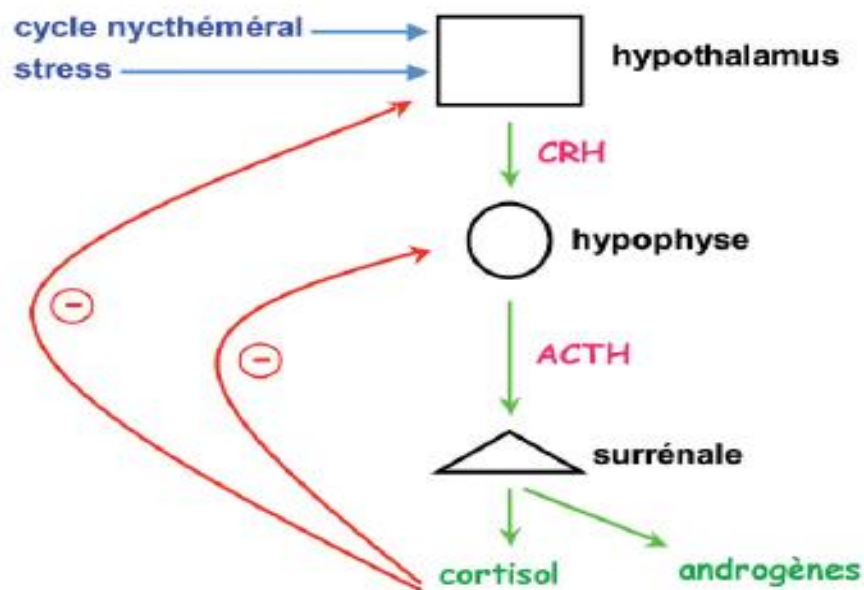 cycle nycthéméral
stress
hypothalamus
CRH
hypophyse
ACTH
surrénale
cortisol
androgènes